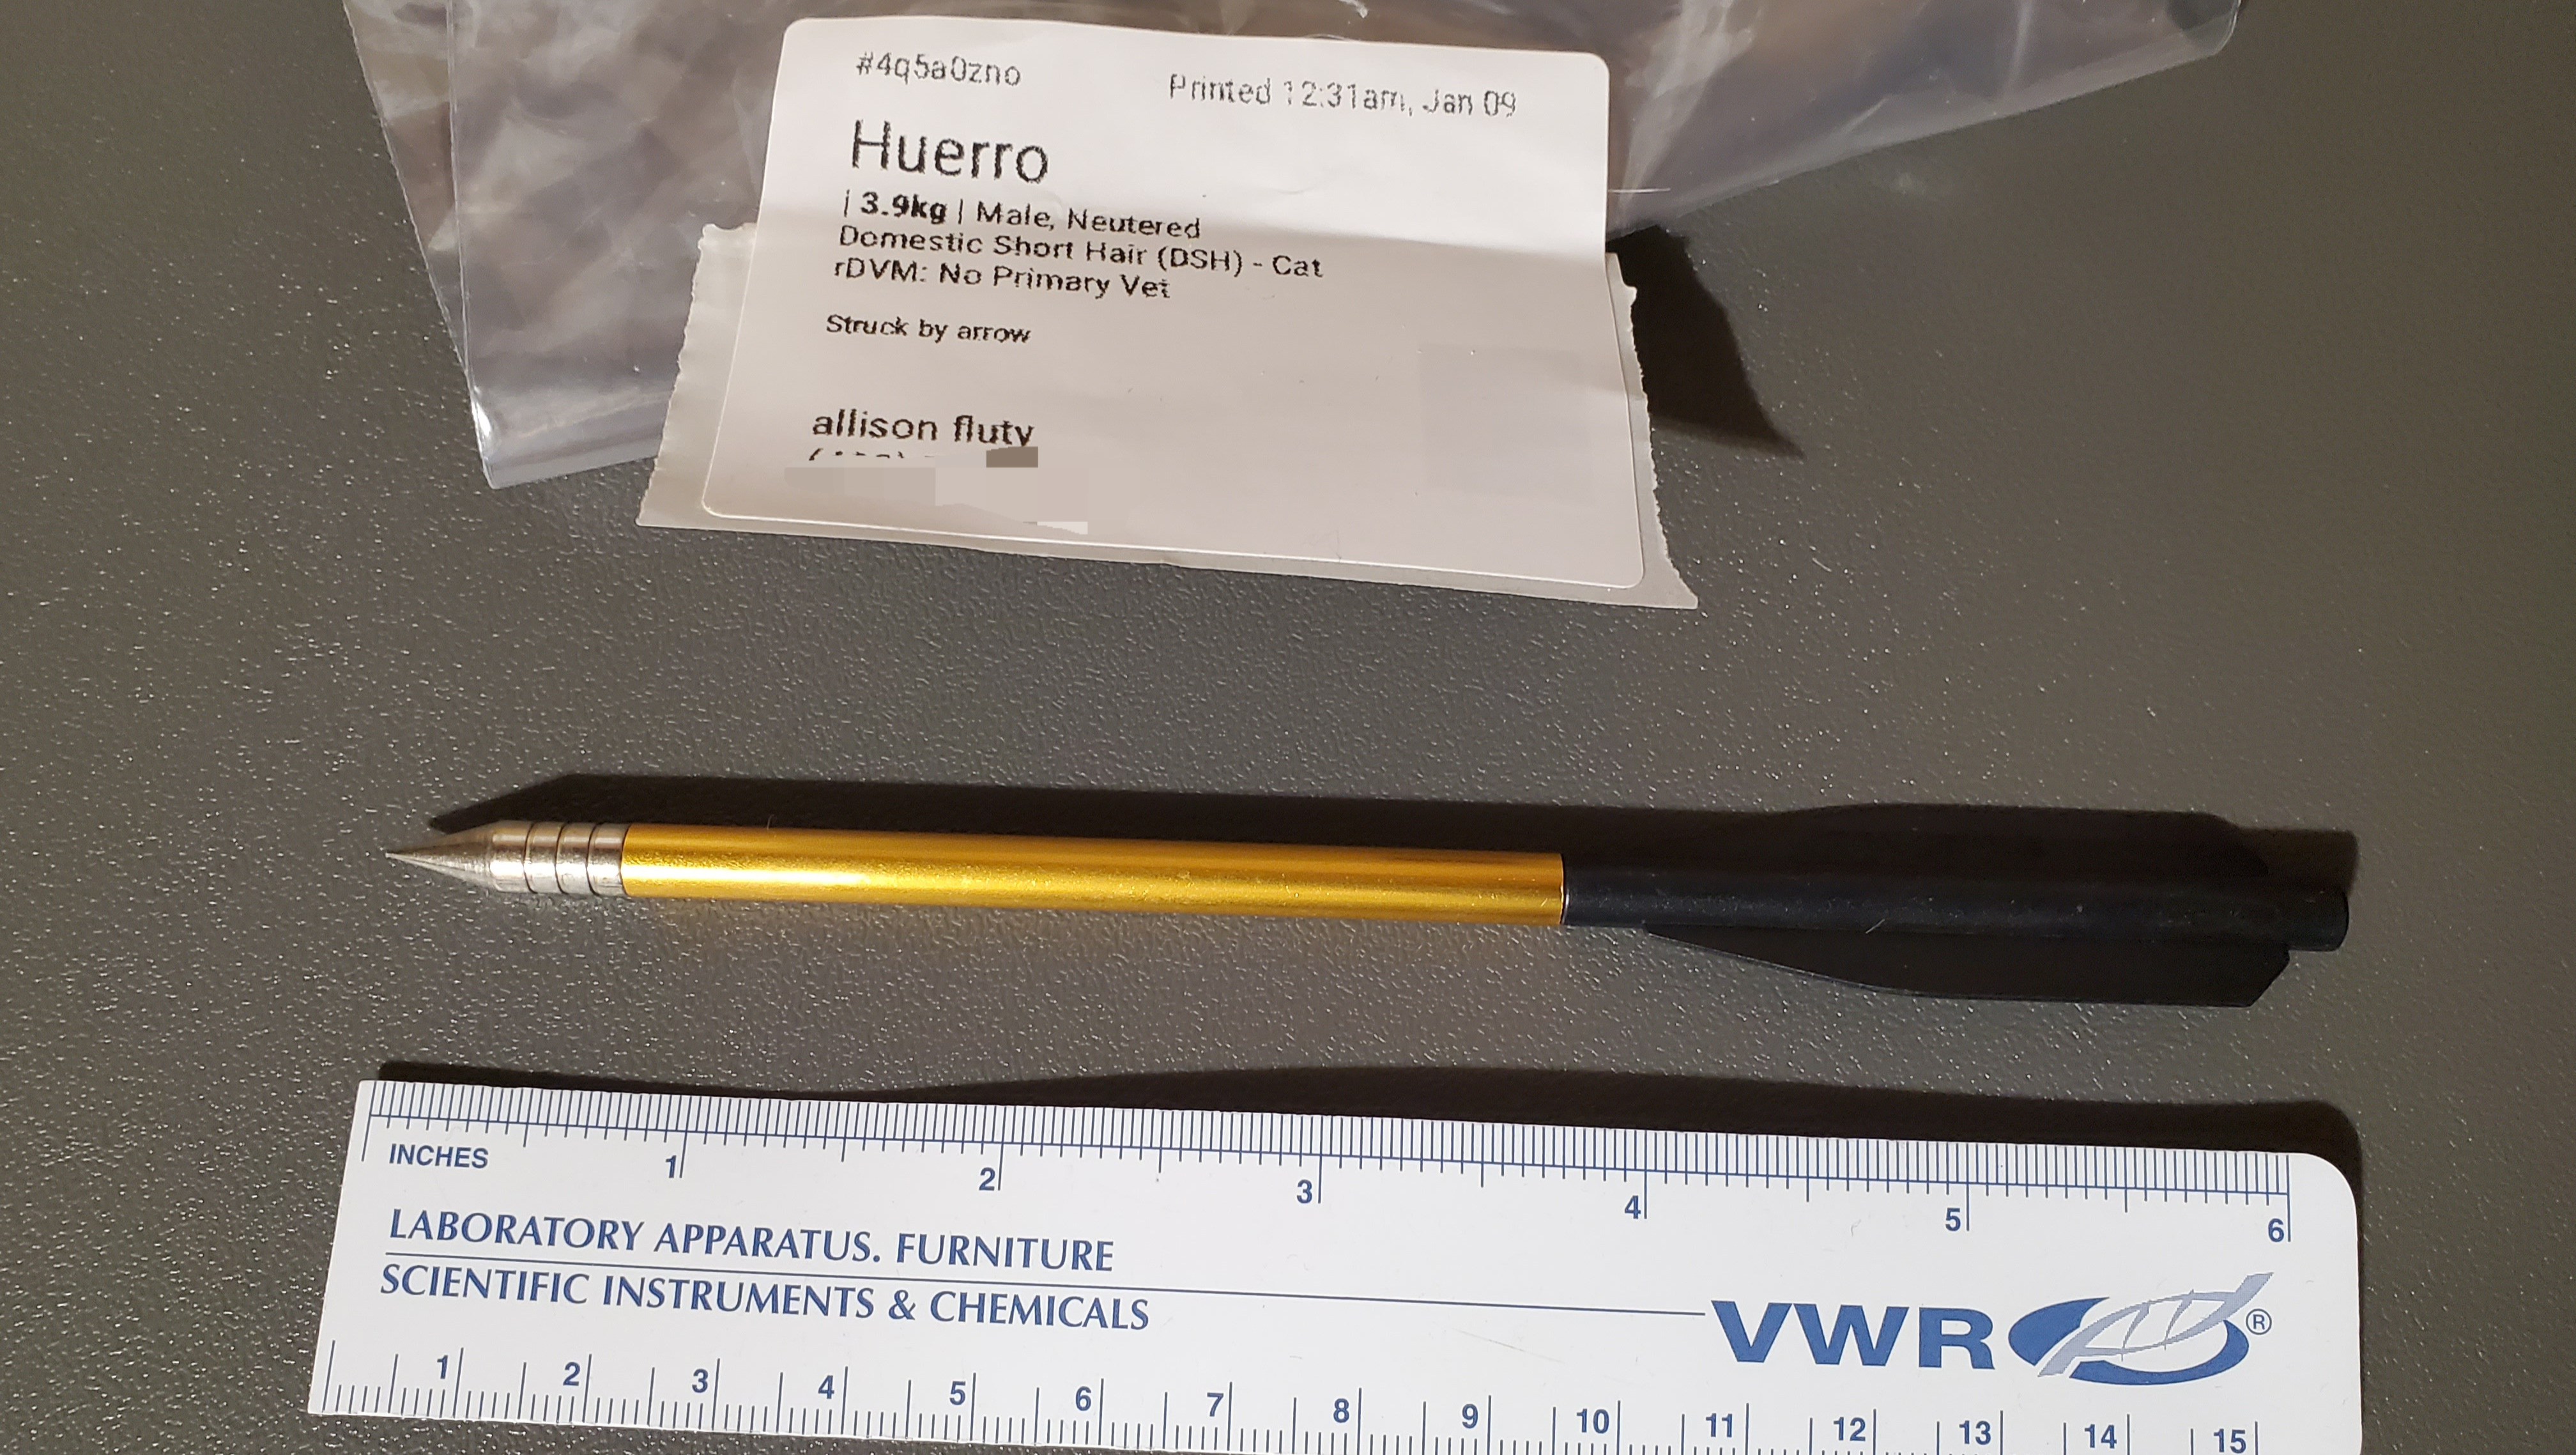 #4q5a0zno
Printed 12:31am, Jan 09
Huerro
| 3.9kg | Male, Neutered
Domestic Short Hair (DSH) - Cat
rDVM: No Primary Vet
Struck by arrow
allison fluty
INCHES
1 2 3 4 5 6
LABORATORY APPARATUS. FURNITURE
SCIENTIFIC INSTRUMENTS & CHEMICALS
VWR ®
1 2 3 4 5 6 7 8 9 10 11 12 13 14 15